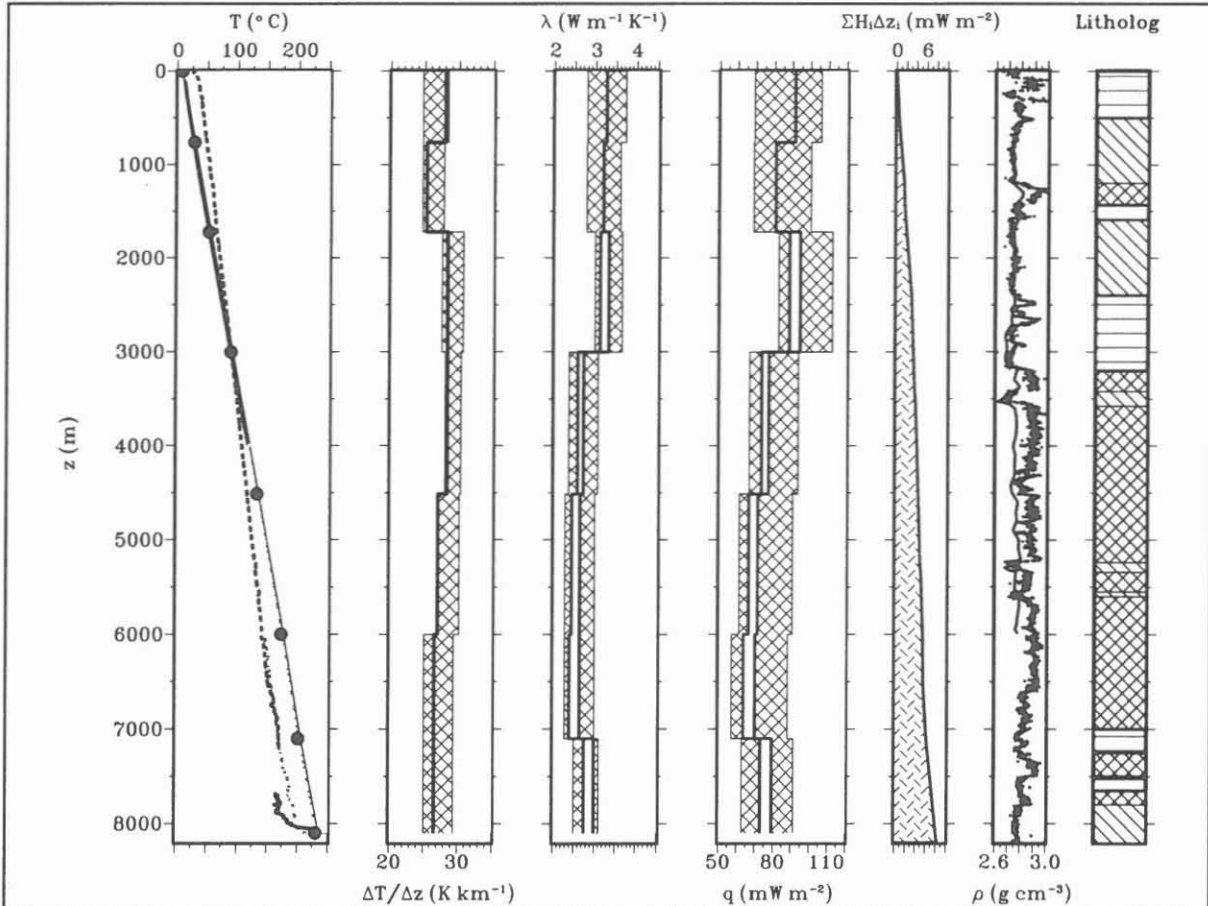 T (° C)
λ (W m⁻¹ K⁻¹)
ΣHᵢΔzᵢ (mW m⁻²)
Litholog
0 100 200
2 3 4
0 6
0
1000
2000
3000
4000
5000
6000
7000
8000
z (m)
20 30
50 80 110
2.6 3.0
ΔT/Δz (K km⁻¹)
q (mW m⁻²)
ρ (g cm⁻³)